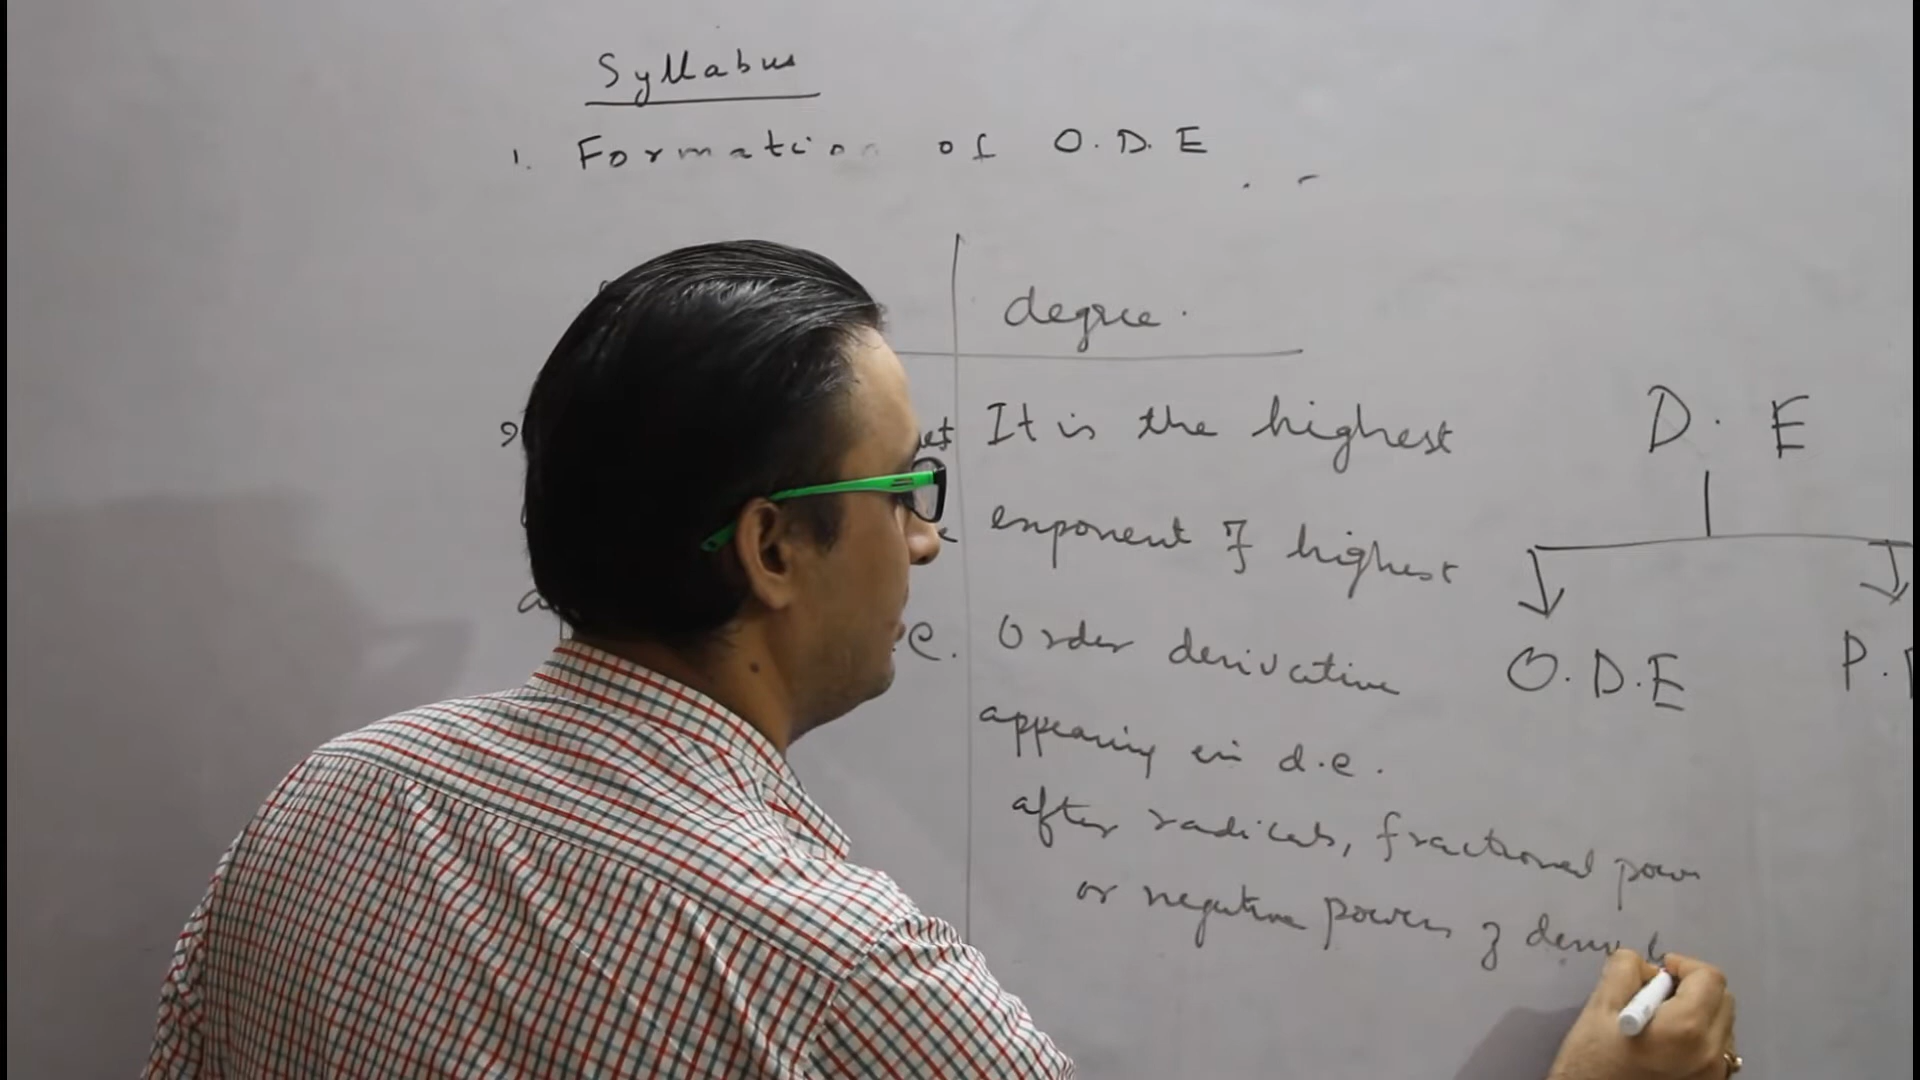 Syllabus
1. Formation of O.D.E
degree.
It is the highest
exponent of highest
order derivative
appearing in d.e.
after radicals, fractional power
or negative powers of
D.E
O.D.E
P.